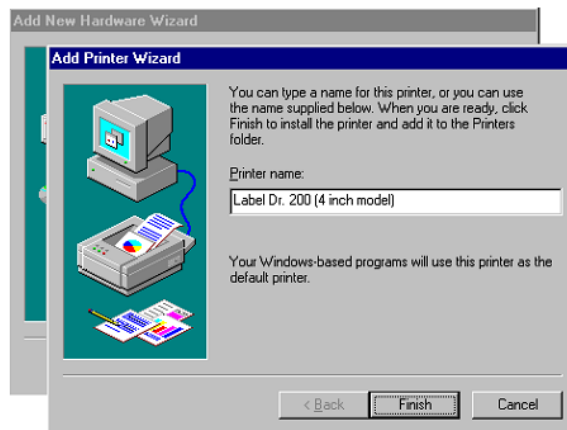 Add New Hardware Wizard
Add Printer Wizard
You can type a name for this printer, or you can use
the name supplied below. When you are ready, click
Finish to install the printer and add it to the Printers
folder.
Printer name:
Label Dr. 200 (4 inch model)
Your Windows-based programs will use this printer as the
default printer.
< Back
Finish
Cancel